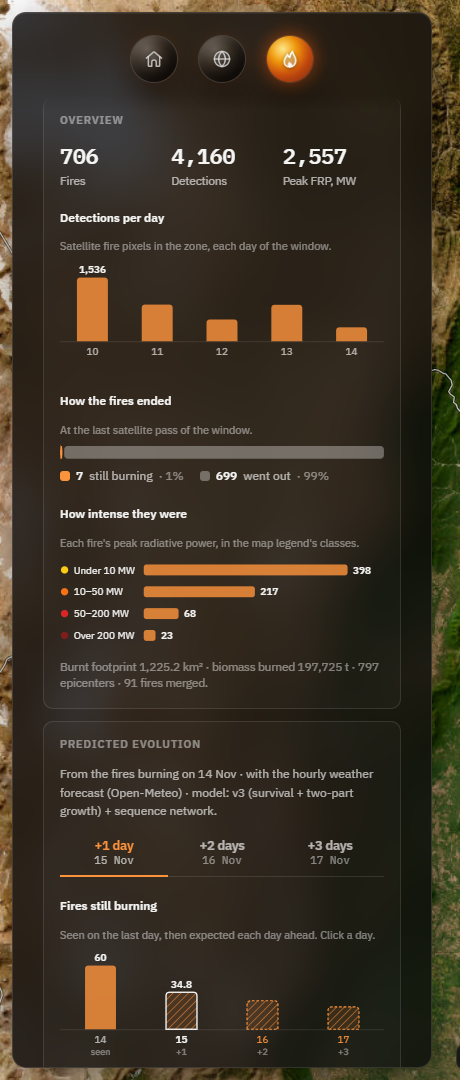 OVERVIEW
706 4,160 2,557
Fires Detections Peak FRP, MW
Detections per day
Satellite fire pixels in the zone, each day of the window.
1,536
10 11 12 13 14
How the fires ended
At the last satellite pass of the window.
7 still burning · 1% 699 went out · 99%
How intense they were
Each fire's peak radiative power, in the map legend's classes.
Under 10 MW 398
10–50 MW 217
50–200 MW 68
Over 200 MW 23
Burnt footprint 1,225.2 km² · biomass burned 197,725 t · 797
epicenters · 91 fires merged.
PREDICTED EVOLUTION
From the fires burning on 14 Nov · with the hourly weather
forecast (Open-Meteo) · model: v3 (survival + two-part
growth) + sequence network.
+1 day +2 days +3 days
15 Nov 16 Nov 17 Nov
Fires still burning
Seen on the last day, then expected each day ahead. Click a day.
60
34.8
14 15 16 17
seen +1 +2 +3